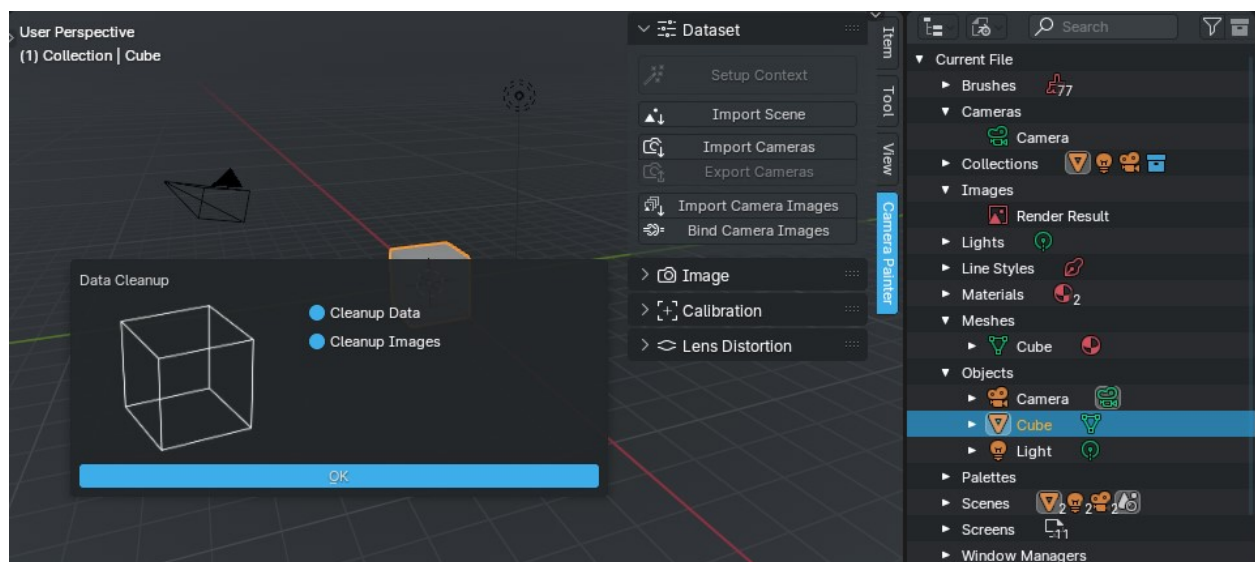 User Perspective
(1) Collection | Cube
Dataset
Setup Context
Import Scene
Import Cameras
Export Cameras
Import Camera Images
Bind Camera Images
Image
Calibration
Lens Distortion
Item
Tool
View
Camera Painter
Data Cleanup
Cleanup Data
Cleanup Images
OK
Search
Current File
Brushes 77
Cameras
Camera
Collections
Images
Render Result
Lights
Line Styles
Materials 2
Meshes
Cube
Objects
Camera
Cube
Light
Palettes
Scenes 2 2 2
Screens 11
Window Managers